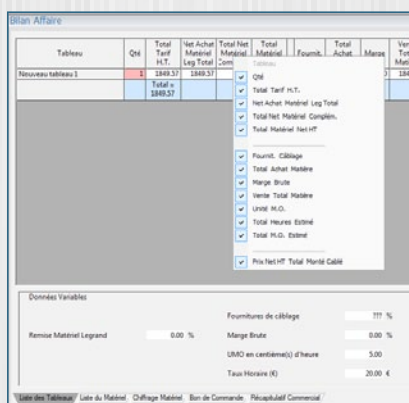 Bilan Affaire
Tableau Qté Total Tarif H.T. Net Achat Matériel Leg Total Total Net Matériel Total Matériel Fournit. Total Achat Marge
Nouveau tableau 1 1 1849.57 1849.57
Total = 1849.57
Tableau
Qté
Total Tarif H.T.
Net Achat Matériel Leg Total
Total Net Matériel Complém.
Total Matériel Net HT
Fournit. Câblage
Total Achat Matière
Marge Brute
Vente Total Matière
Unité M.O.
Total Heures Estimé
Total M.O. Estimé
Prix Net HT Total Monté Cablé
Données Variables
Fournitures de câblage ??? %
Remise Matériel Legrand 0.00 % Marge Brute 0.00 %
UMO en centième(s) d'heure 5.00
Taux Horaire (€) 20.00 €
Liste des Tableaux Liste du Matériel Chiffrage Matériel Bon de Commande Récapitulatif Commercial